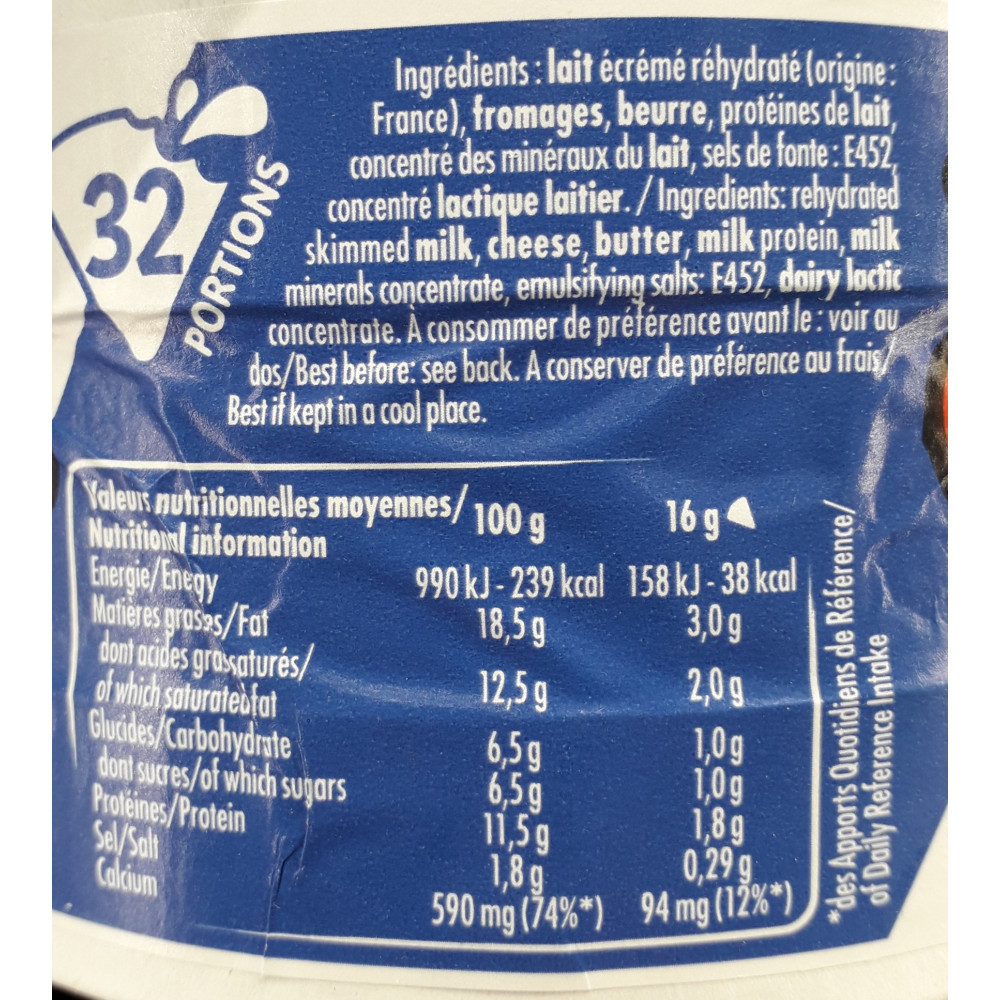 32
PORTIONS
Ingrédients : lait écrémé réhydraté (origine :
France), fromages, beurre, protéines de lait,
concentré des minéraux du lait, sels de fonte : E452,
concentré lactique laitier. / Ingredients: rehydrated
skimmed milk, cheese, butter, milk protein, milk
minerals concentrate, emulsifying salts: E452, dairy lactic
concentrate. À consommer de préférence avant le : voir au
dos/Best before: see back. A conserver de préférence au frais/
Best if kept in a cool place.
Valeurs nutritionnelles moyennes/ 100 g 16 g
Nutritional information
Energie/Enegy 990 kJ - 239 kcal 158 kJ - 38 kcal
Matières grasses/Fat 18,5 g 3,0 g
dont acides gras saturés/
of which saturated fat 12,5 g 2,0 g
Glucides/Carbohydrate 6,5 g 1,0 g
dont sucres/of which sugars 6,5 g 1,0 g
Protéines/Protein 11,5 g 1,8 g
Sel/Salt 1,8 g 0,29 g
Calcium 590 mg (74%*) 94 mg (12%*)
*des Apports Quotidiens de Référence/
of Daily Reference Intake